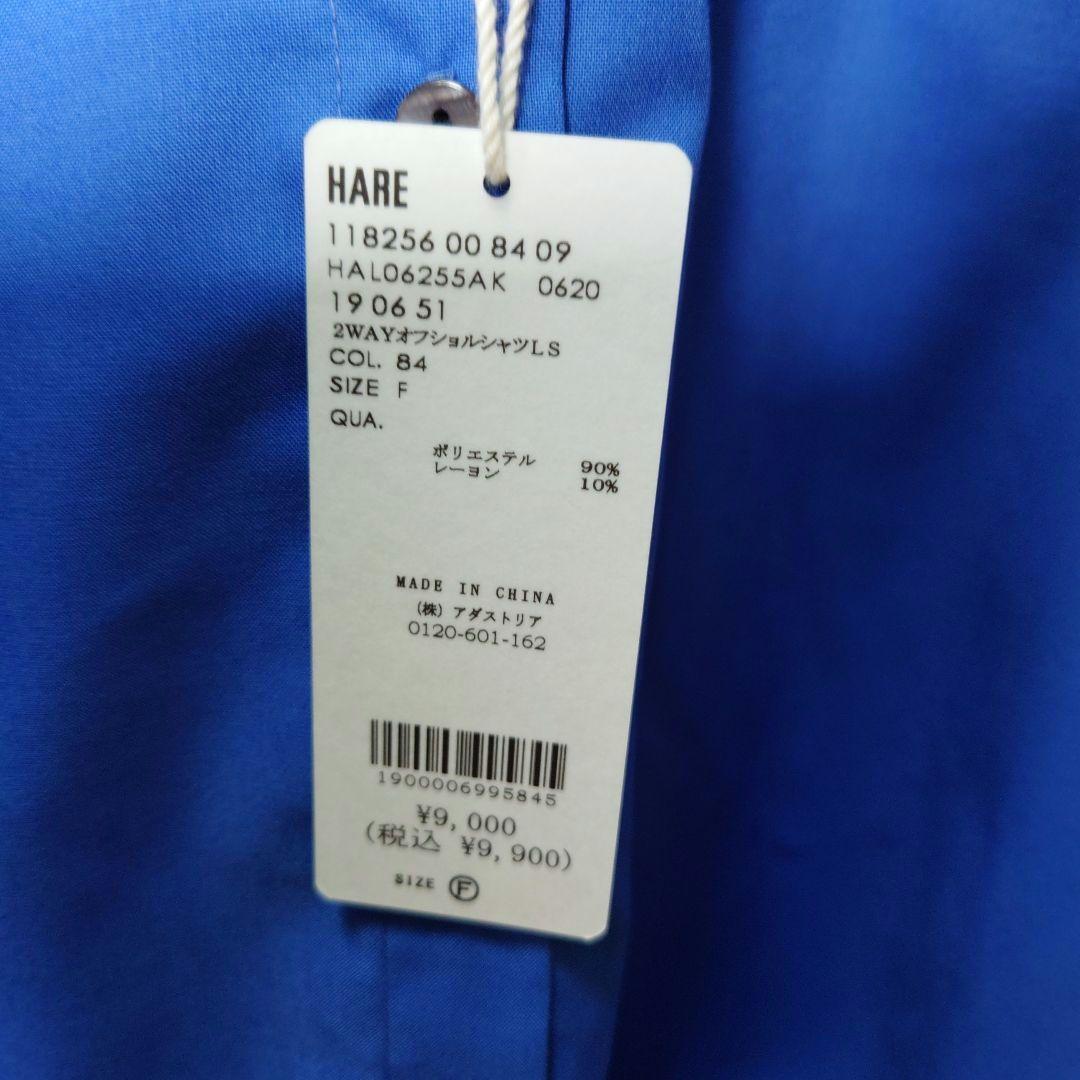 HARE
118256 00 84 09
HAL06255AK 0620
19 06 51
2WAYオフショルシャツLS
COL. 84
SIZE F
QUA.
ポリエステル 90%
レーヨン 10%
MADE IN CHINA
(株) アダストリア
0120-601-162
1900006995845
¥9,000
(税込 ¥9,900)
SIZE F